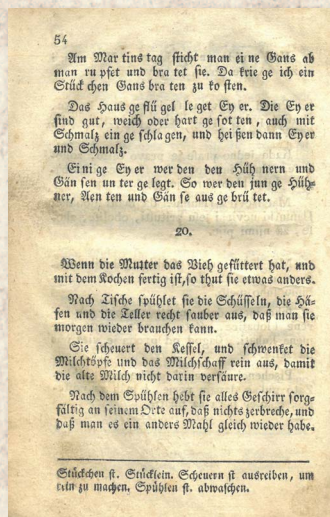 54
Am Mar tins tag sticht man ei ne Gans ab
man ru pfet und bra tet sie. Da krie ge ich ein
Stück chen Gans bra ten zu ko sten.
Das Haus ge flü gel le get Ey er. Die Ey er
sind gut, weich oder hart ge sot ten, auch mit
Schmalz ein ge schla gen, und hei ßen dann Eyer
und Schmalz.
Ei ni ge Ey er wer den den Hüh nern und
Gän sen un ter ge legt. So wer den jun ge Hüh-
ner, Aen ten und Gän se aus ge brü tet.
20.
Wenn die Mutter das Vieh gefüttert hat, und
mit dem Kochen fertig ist, so thut sie etwas anders.
Nach Tische spühlet sie die Schüsseln, die Hä-
fen und die Teller recht sauber aus, daß man sie
morgen wieder brauchen kann.
Sie scheuert den Kessel, und schwenket die
Milchtöpfe und das Milchschaff rein aus, damit
die alte Milch nicht darin versäure.
Nach dem Spühlen hebt sie alles Geschirr sorg-
fältig an seinem Orte auf, daß nichts zerbreche, und
daß man es ein anders Mahl gleich wieder habe.
Stückchen st. Stücklein. Scheuern st ausreiben, um
rein zu machen. Spühlen st. abwaschen.